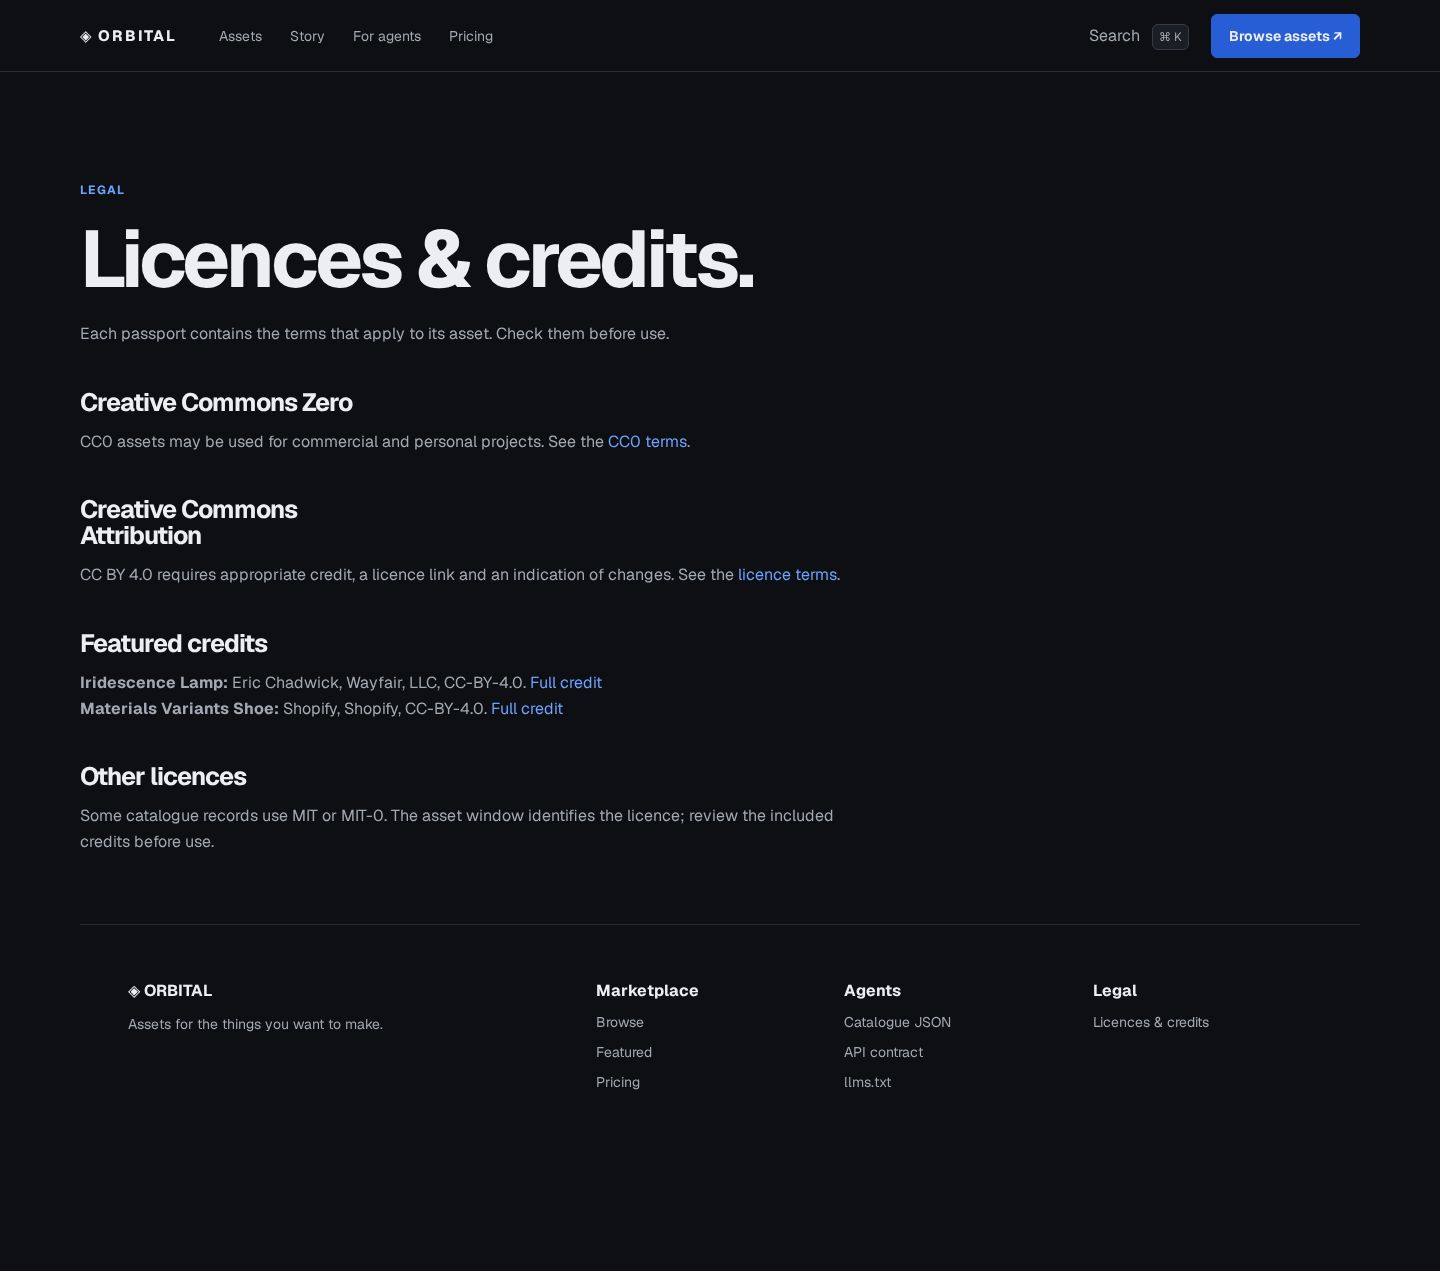 ◈ ORBITAL
Assets
Story
For agents
Pricing
Search
⌘ K
Browse assets ↗
LEGAL
Licences & credits.
Each passport contains the terms that apply to its asset. Check them before use.
Creative Commons Zero
CC0 assets may be used for commercial and personal projects. See the CC0 terms.
Creative Commons
Attribution
CC BY 4.0 requires appropriate credit, a licence link and an indication of changes. See the licence terms.
Featured credits
Iridescence Lamp: Eric Chadwick, Wayfair, LLC, CC-BY-4.0. Full credit
Materials Variants Shoe: Shopify, Shopify, CC-BY-4.0. Full credit
Other licences
Some catalogue records use MIT or MIT-0. The asset window identifies the licence; review the included
credits before use.
◈ ORBITAL
Assets for the things you want to make.
Marketplace
Browse
Featured
Pricing
Agents
Catalogue JSON
API contract
llms.txt
Legal
Licences & credits